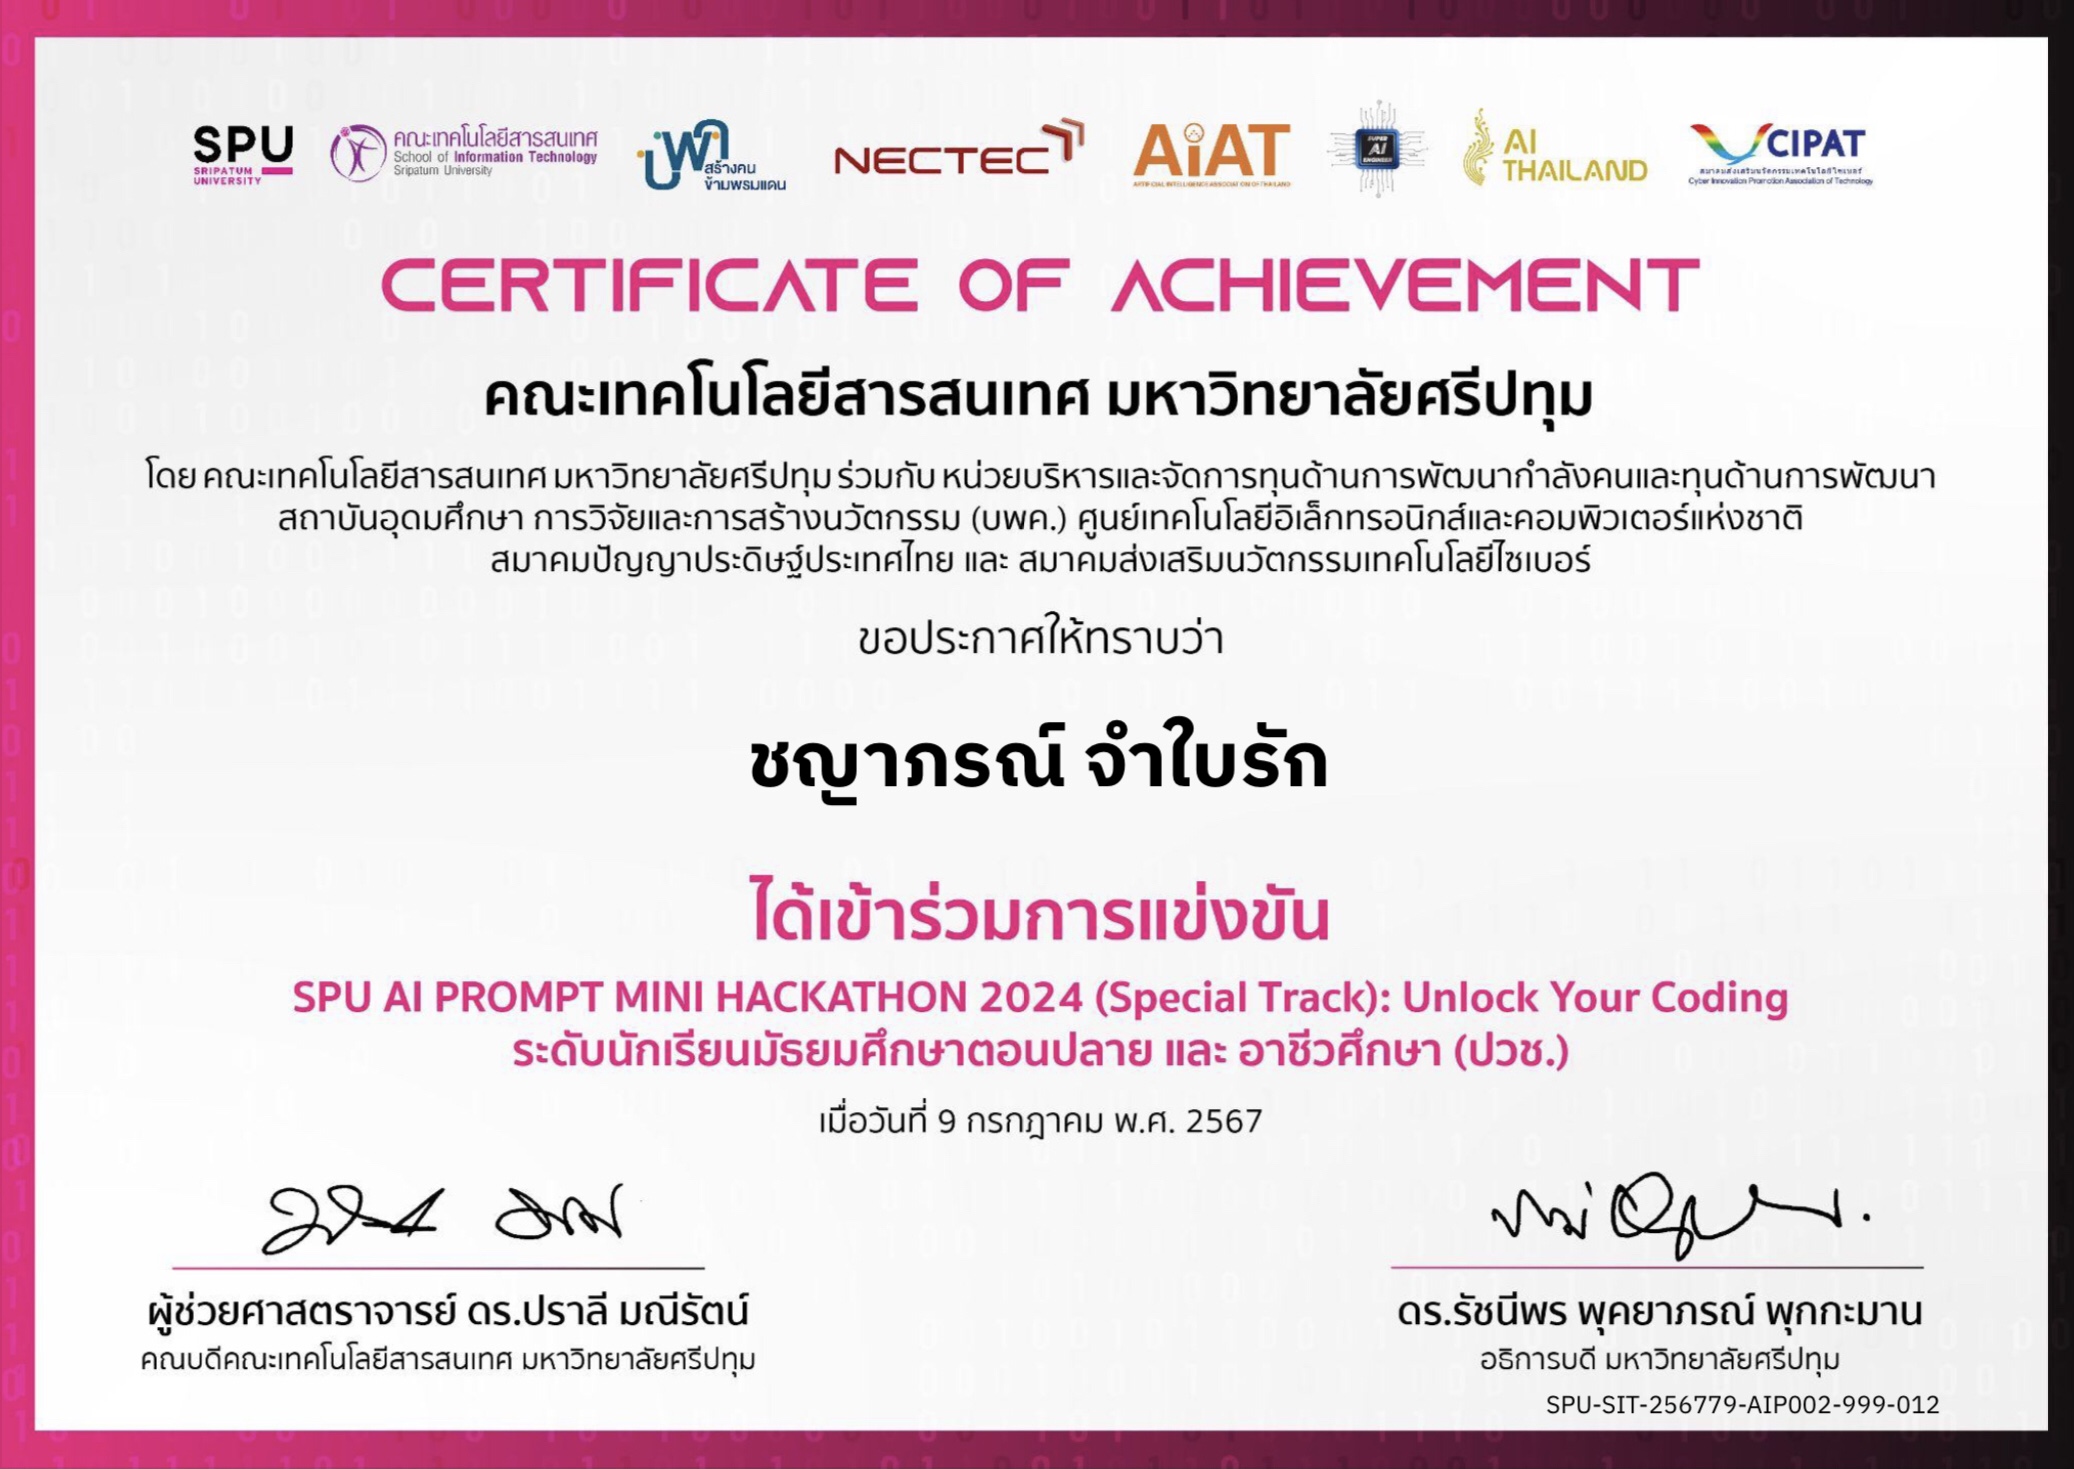 SPU
SRIPATUM
UNIVERSITY
คณะเทคโนโลยีสารสนเทศ
School of Information Technology
Sripatum University
บพค
สร้างคน
ข้ามพรมแดน
NECTEC
AiAT
ARTIFICIAL INTELLIGENCE ASSOCIATION OF THAILAND
SUPER
AI
ENGINEER
AI
THAILAND
CIPAT
สมาคมส่งเสริมนวัตกรรมเทคโนโลยีไซเบอร์
Cyber Innovation Promotion Association of Technology
CERTIFICATE OF ACHIEVEMENT
คณะเทคโนโลยีสารสนเทศ มหาวิทยาลัยศรีปทุม
โดย คณะเทคโนโลยีสารสนเทศ มหาวิทยาลัยศรีปทุม ร่วมกับ หน่วยบริหารและจัดการทุนด้านการพัฒนากำลังคนและทุนด้านการพัฒนา
สถาบันอุดมศึกษา การวิจัยและการสร้างนวัตกรรม (บพค.) ศูนย์เทคโนโลยีอิเล็กทรอนิกส์และคอมพิวเตอร์แห่งชาติ
สมาคมปัญญาประดิษฐ์ประเทศไทย และ สมาคมส่งเสริมนวัตกรรมเทคโนโลยีไซเบอร์
ขอประกาศให้ทราบว่า
ชญาภรณ์ จำใบรัก
ได้เข้าร่วมการแข่งขัน
SPU AI PROMPT MINI HACKATHON 2024 (Special Track): Unlock Your Coding
ระดับนักเรียนมัธยมศึกษาตอนปลาย และ อาชีวศึกษา (ปวช.)
เมื่อวันที่ 9 กรกฎาคม พ.ศ. 2567
ผู้ช่วยศาสตราจารย์ ดร.ปราลี มณีรัตน์
คณบดีคณะเทคโนโลยีสารสนเทศ มหาวิทยาลัยศรีปทุม
ดร.รัชนีพร พุคยาภรณ์ พุกกะมาน
อธิการบดี มหาวิทยาลัยศรีปทุม
SPU-SIT-256779-AIP002-999-012